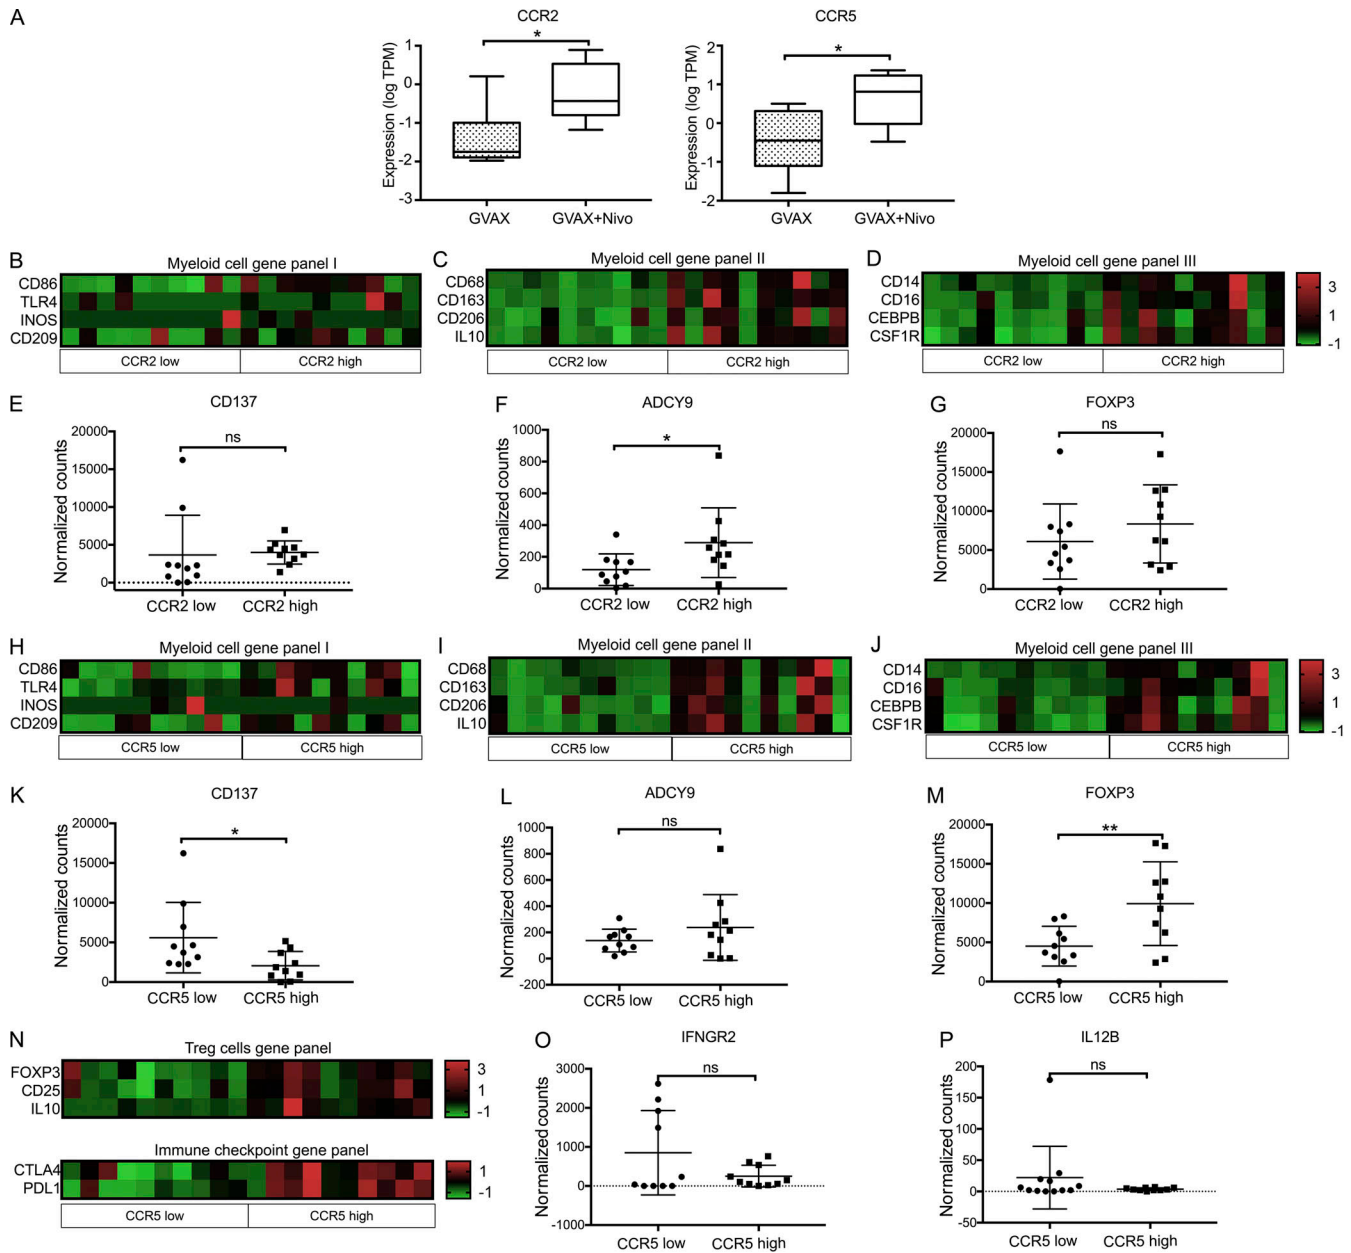 A
CCR2
CCR5
*
*
Expression (log TPM)
1
0
-1
-2
-3
GVAX
GVAX+Nivo
Expression (log TPM)
2
1
0
-1
-2
GVAX
GVAX+Nivo
B
Myeloid cell gene panel I
CD86
TLR4
INOS
CD209
CCR2 low
CCR2 high
C
Myeloid cell gene panel II
CD68
CD163
CD206
IL10
CCR2 low
CCR2 high
D
Myeloid cell gene panel III
CD14
CD16
CEBPB
CSF1R
CCR2 low
CCR2 high
3
1
-1
E
CD137
ns
Normalized counts
20000
15000
10000
5000
0
CCR2 low
CCR2 high
F
ADCY9
*
Normalized counts
1000
800
600
400
200
0
CCR2 low
CCR2 high
G
FOXP3
ns
Normalized counts
20000
15000
10000
5000
0
CCR2 low
CCR2 high
H
Myeloid cell gene panel I
CD86
TLR4
INOS
CD209
CCR5 low
CCR5 high
I
Myeloid cell gene panel II
CD68
CD163
CD206
IL10
CCR5 low
CCR5 high
J
Myeloid cell gene panel III
CD14
CD16
CEBPB
CSF1R
CCR5 low
CCR5 high
3
1
-1
K
CD137
*
Normalized counts
20000
15000
10000
5000
0
CCR5 low
CCR5 high
L
ADCY9
ns
Normalized counts
1000
800
600
400
200
0
-200
CCR5 low
CCR5 high
M
FOXP3
**
Normalized counts
20000
15000
10000
5000
0
CCR5 low
CCR5 high
N
Treg cells gene panel
FOXP3
CD25
IL10
3
1
-1
Immune checkpoint gene panel
CTLA4
PDL1
1
-1
CCR5 low
CCR5 high
O
IFNGR2
ns
Normalized counts
3000
2000
1000
0
-1000
CCR5 low
CCR5 high
P
IL12B
ns
Normalized counts
200
150
100
50
0
-50
CCR5 low
CCR5 high